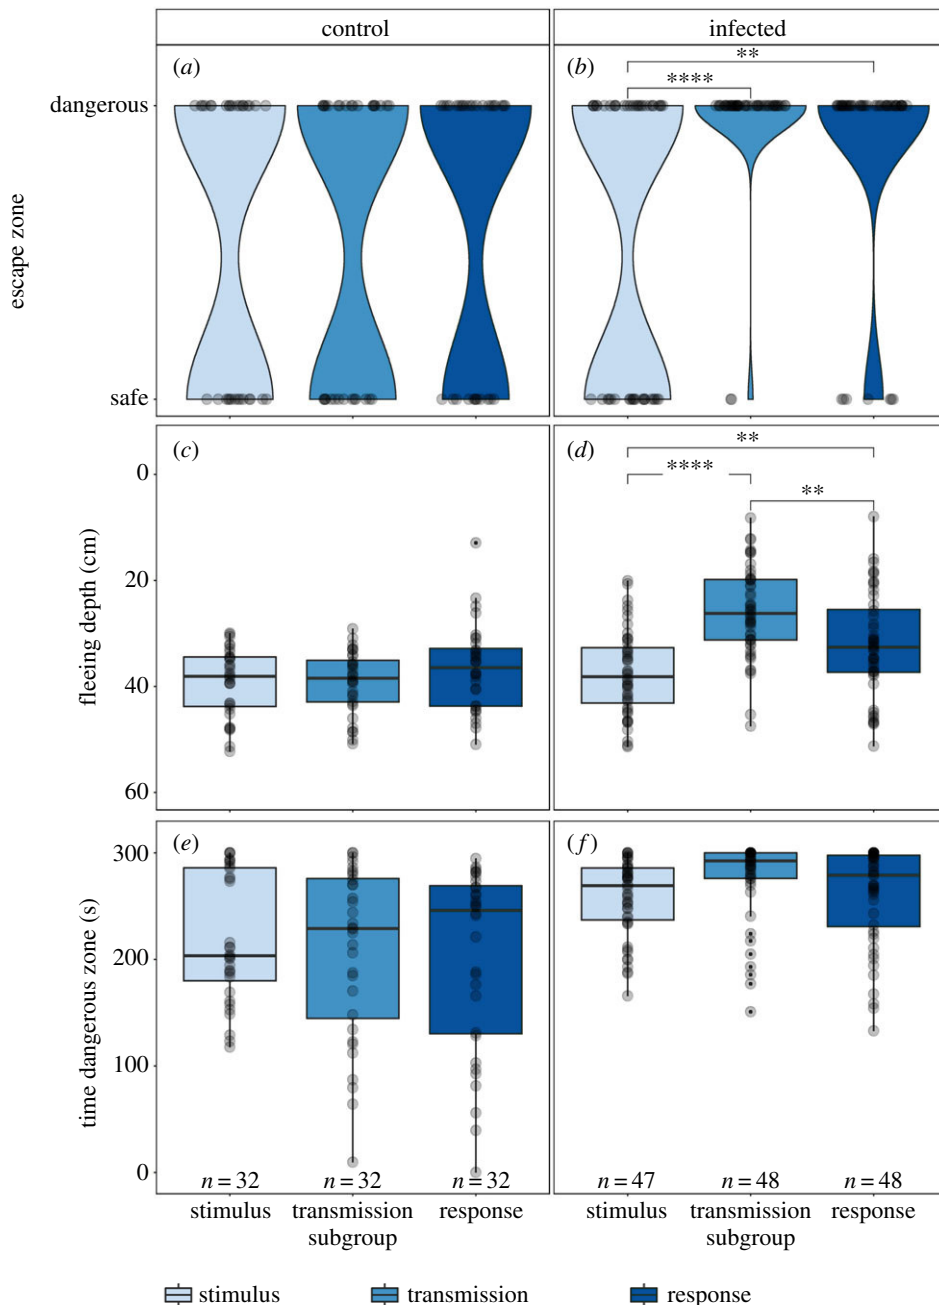 control
infected
(a)
(b)
**
****
dangerous
safe
escape zone
(c)
(d)
**
****
**
0
20
40
60
fleeing depth (cm)
(e)
(f)
300
200
100
0
time dangerous zone (s)
n = 32
n = 32
n = 32
n = 47
n = 48
n = 48
stimulus
transmission
response
stimulus
transmission
response
subgroup
subgroup
stimulus
transmission
response